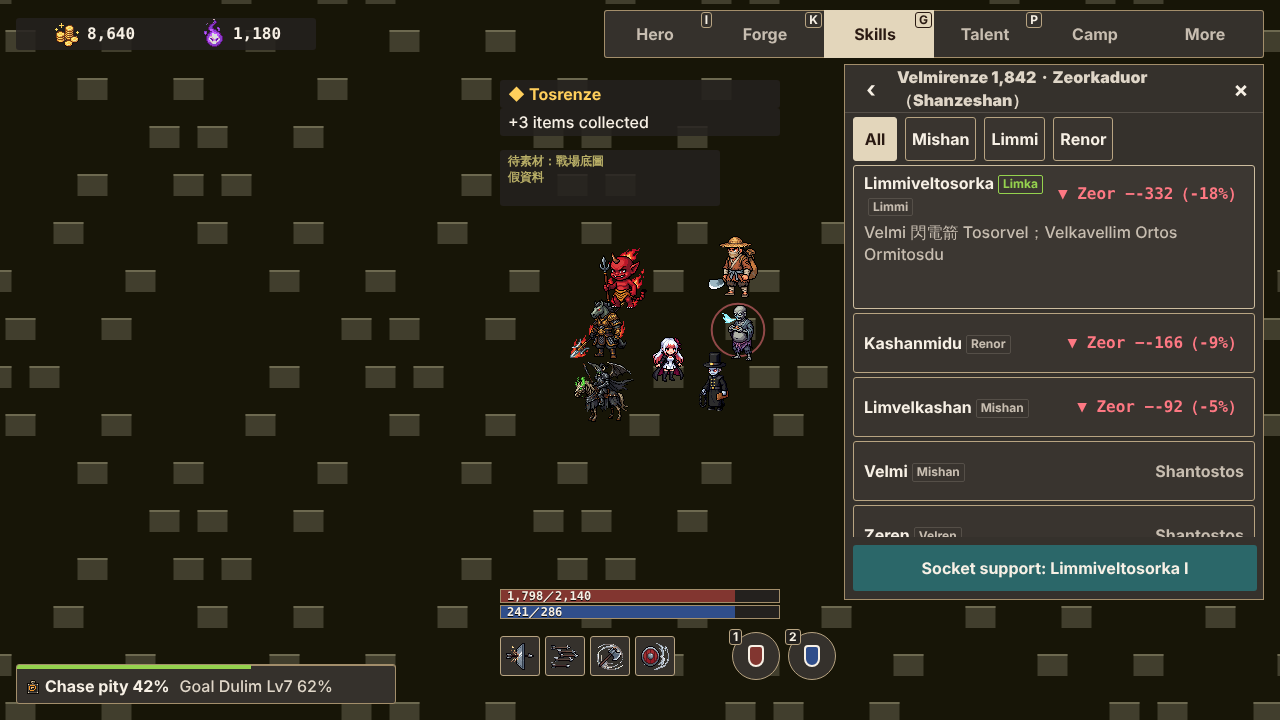 8,640
1,180
Hero I
Forge K
Skills G
Talent P
Camp
More
◆ Tosrenze
+3 items collected
待素材：戰場底圖
假資料
Velmirenze 1,842 · Zeorkaduor
（Shanzeshan）
All
Mishan
Limmi
Renor
Limmiveltosorka Limka
Limmi
▼ Zeor −-332 (-18%)
Velmi 閃電箭 Tosorvel；Velkavellim Ortos
Ormitosdu
Kashanmidu Renor
▼ Zeor −-166 (-9%)
Limvelkashan Mishan
▼ Zeor −-92 (-5%)
Velmi Mishan
Shantostos
Zeren Velren
Shantostos
Socket support: Limmiveltosorka I
1,798／2,140
241／286
1
2
Chase pity 42% Goal Dulim Lv7 62%